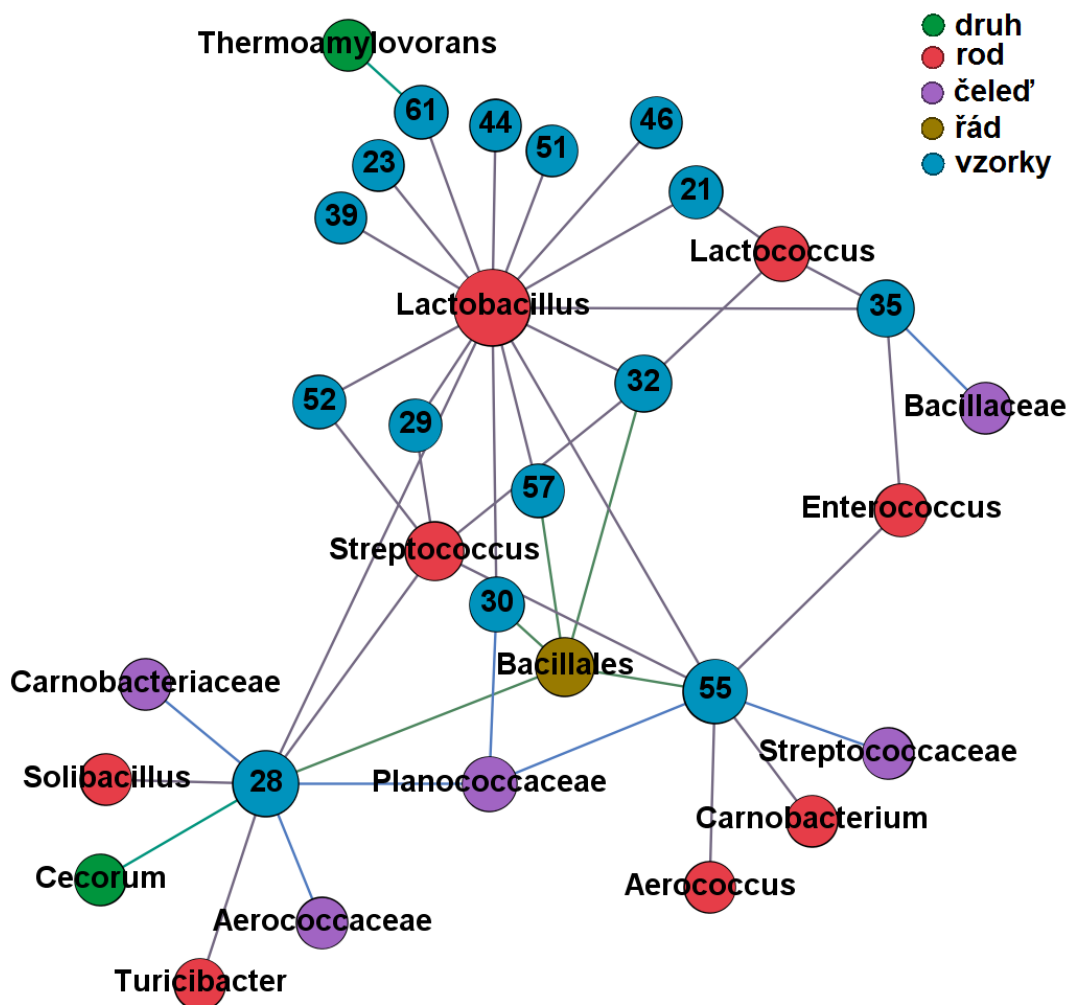 druh
rod
čeleď
řád
vzorky
Thermoamylovorans
61
44
51
46
23
21
39
Lactococcus
Lactobacillus
35
52
29
32
Bacillaceae
57
Enterococcus
Streptococcus
30
Bacillales
55
Carnobacteriaceae
Solibacillus
28
Planococcaceae
Streptococcaceae
Carnobacterium
Cecorum
Aerococcus
Aerococcaceae
Turicibacter